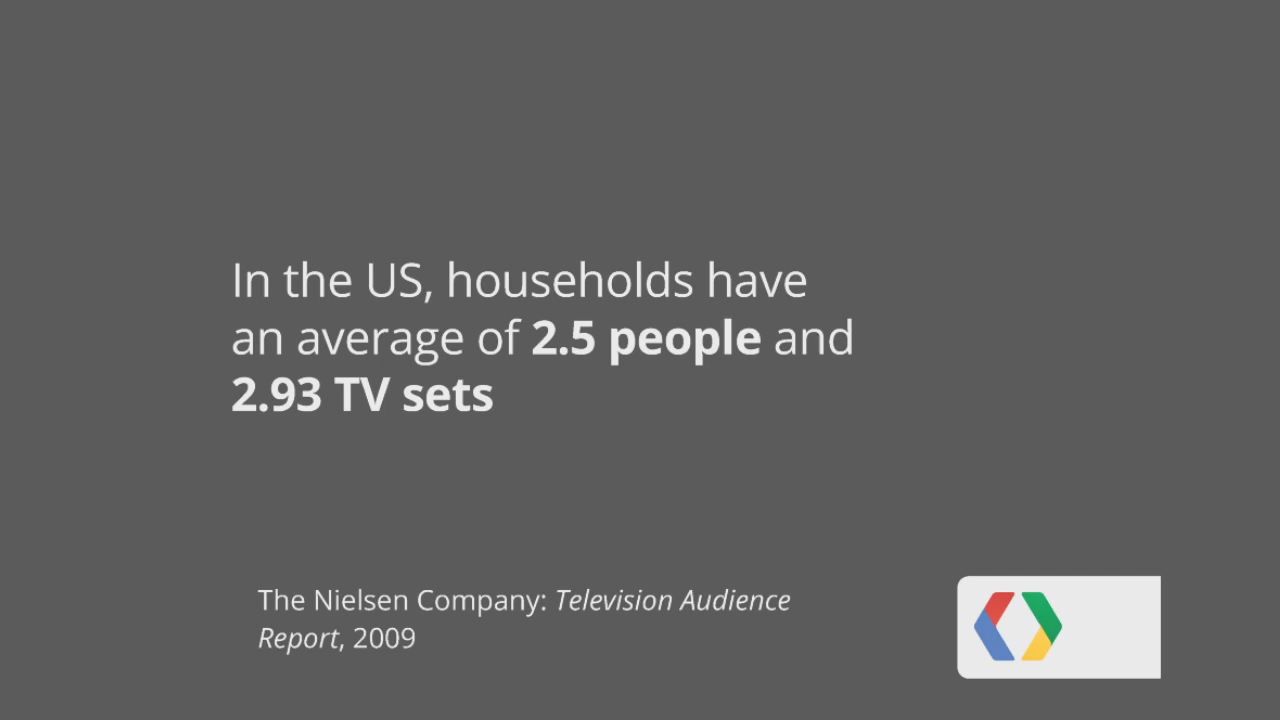 In the US, households have
an average of 2.5 people and
2.93 TV sets
The Nielsen Company: Television Audience
Report, 2009